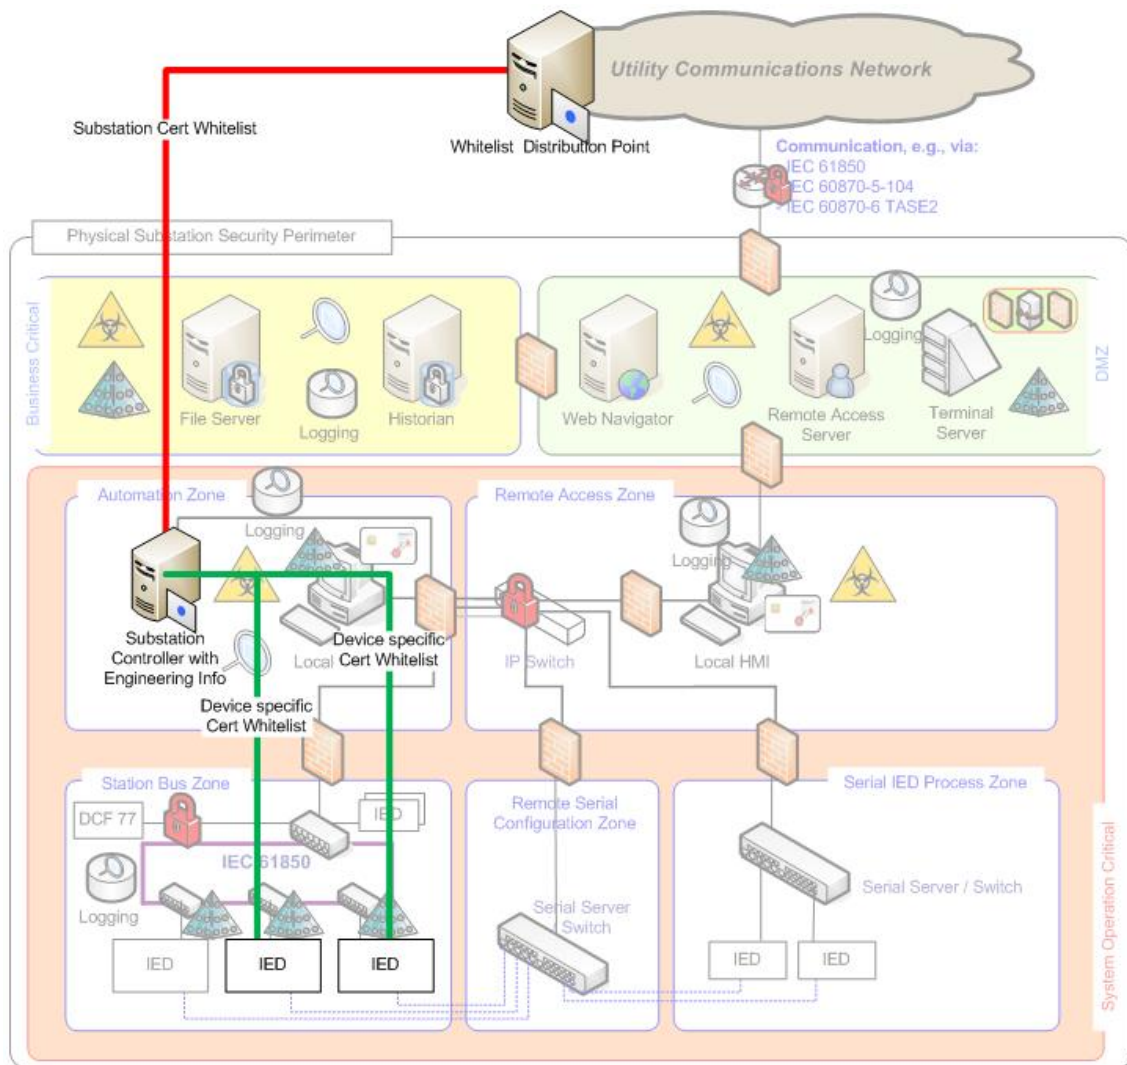 Utility Communications Network
Substation Cert Whitelist
Whitelist Distribution Point
Communication, e.g., via:
IEC 61850
IEC 60870-5-104
IEC 60870-6 TASE2
Physical Substation Security Perimeter
Business Critical
File Server
Logging
Historian
Web Navigator
Remote Access
Server
Logging
Terminal
Server
DMZ
Automation Zone
Logging
Substation
Controller with
Engineering Info
Local
Device specific
Cert Whitelist
Device specific
Cert Whitelist
Remote Access Zone
Logging
IP Switch
Local HMI
Station Bus Zone
DCF 77
IED
IEC 61850
Logging
IED
IED
IED
Remote Serial
Configuration Zone
Serial Server
Switch
Serial IED Process Zone
Serial Server / Switch
IED
IED
System Operation Critical